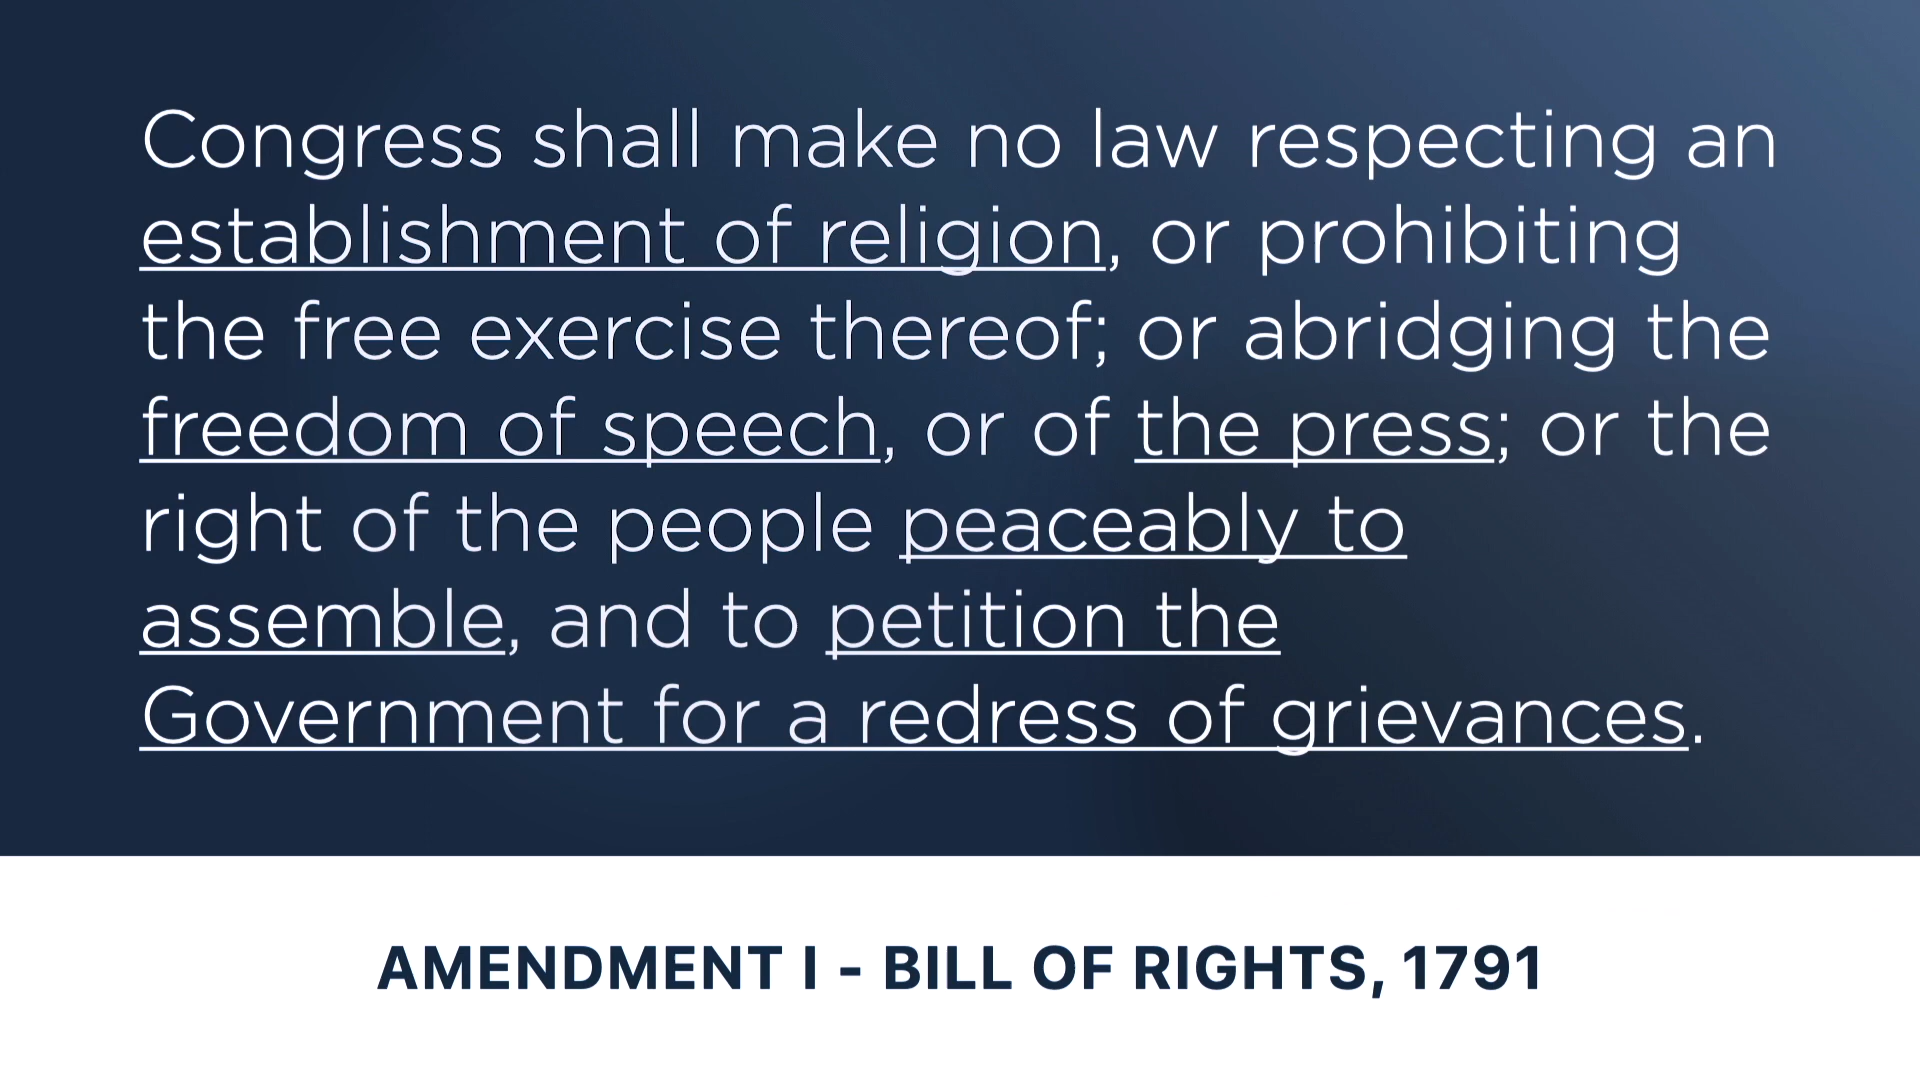 Congress shall make no law respecting an
establishment of religion, or prohibiting
the free exercise thereof; or abridging the
freedom of speech, or of the press; or the
right of the people peaceably to
assemble, and to petition the
Government for a redress of grievances.
AMENDMENT I - BILL OF RIGHTS, 1791